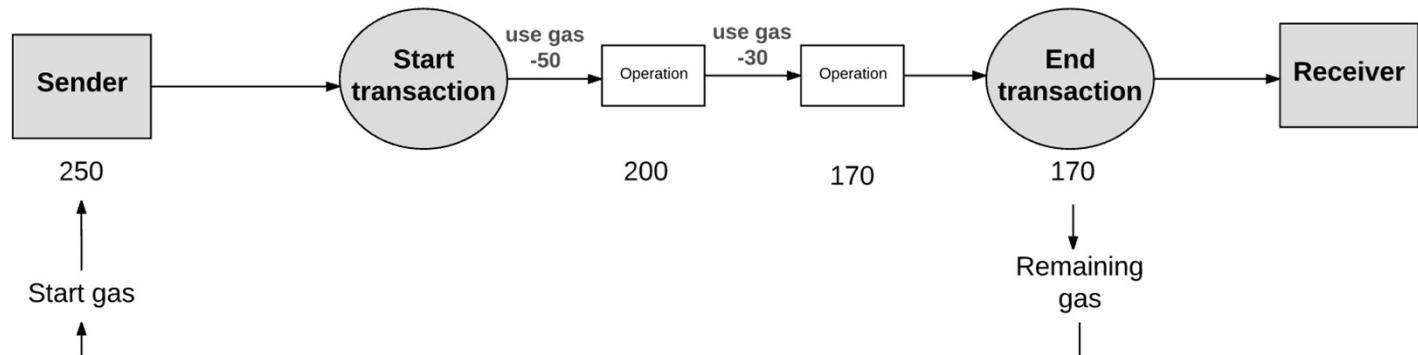 Sender
Start
transaction
use gas
-50
Operation
use gas
-30
Operation
End
transaction
Receiver
250
200
170
170
Start gas
Remaining
gas